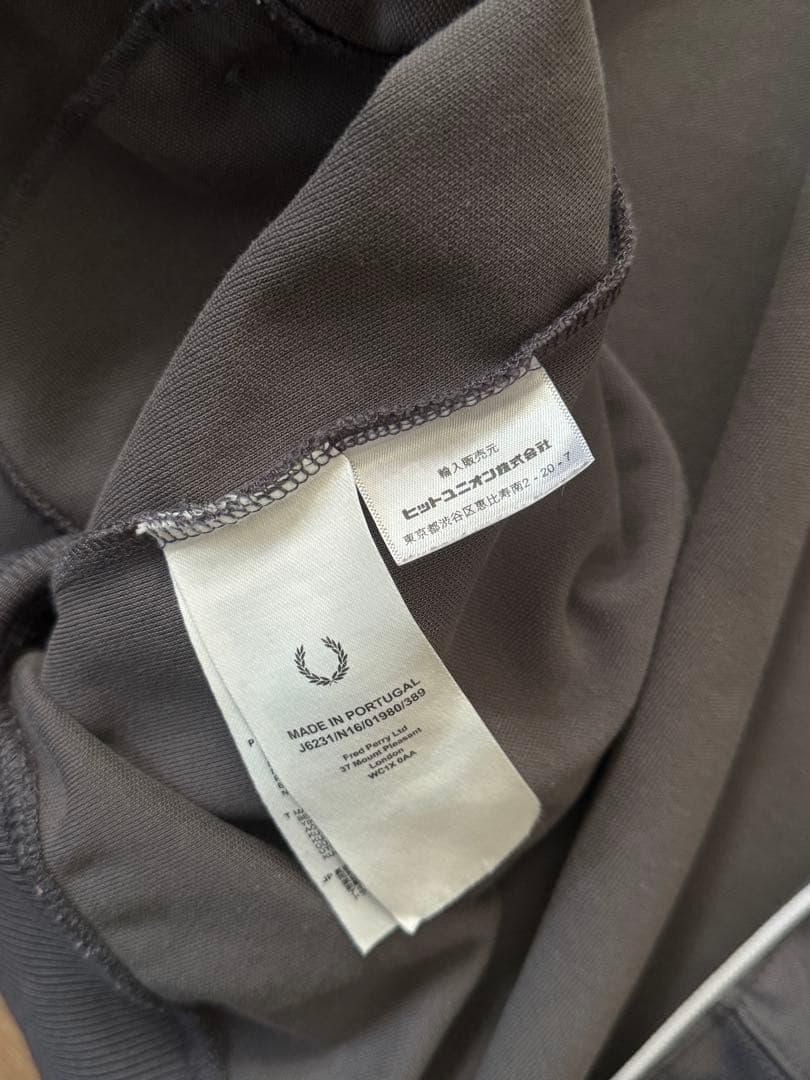 輸入販売元
ヒットユニオン株式会社
東京都渋谷区恵比寿南2-20-7
MADE IN PORTUGAL
J6231/N16/01980/389
Fred Perry Ltd
37 Mount Pleasant
London
WC1X 0AA